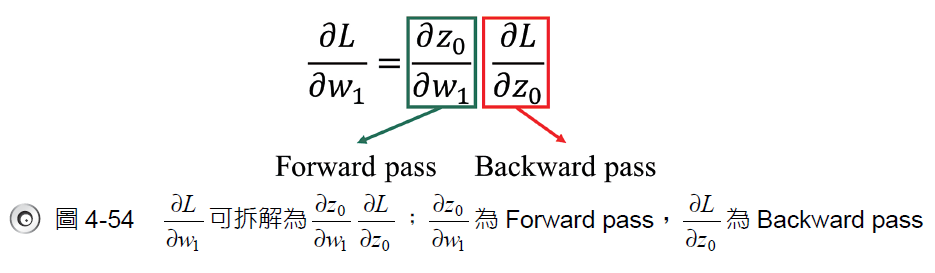 ∂L/∂w₁ = ∂z₀/∂w₁ ∂L/∂z₀
Forward pass Backward pass
圖 4-54 ∂L/∂w₁ 可拆解為 ∂z₀/∂w₁ ∂L/∂z₀ ；∂z₀/∂w₁ 為 Forward pass，∂L/∂z₀ 為 Backward pass